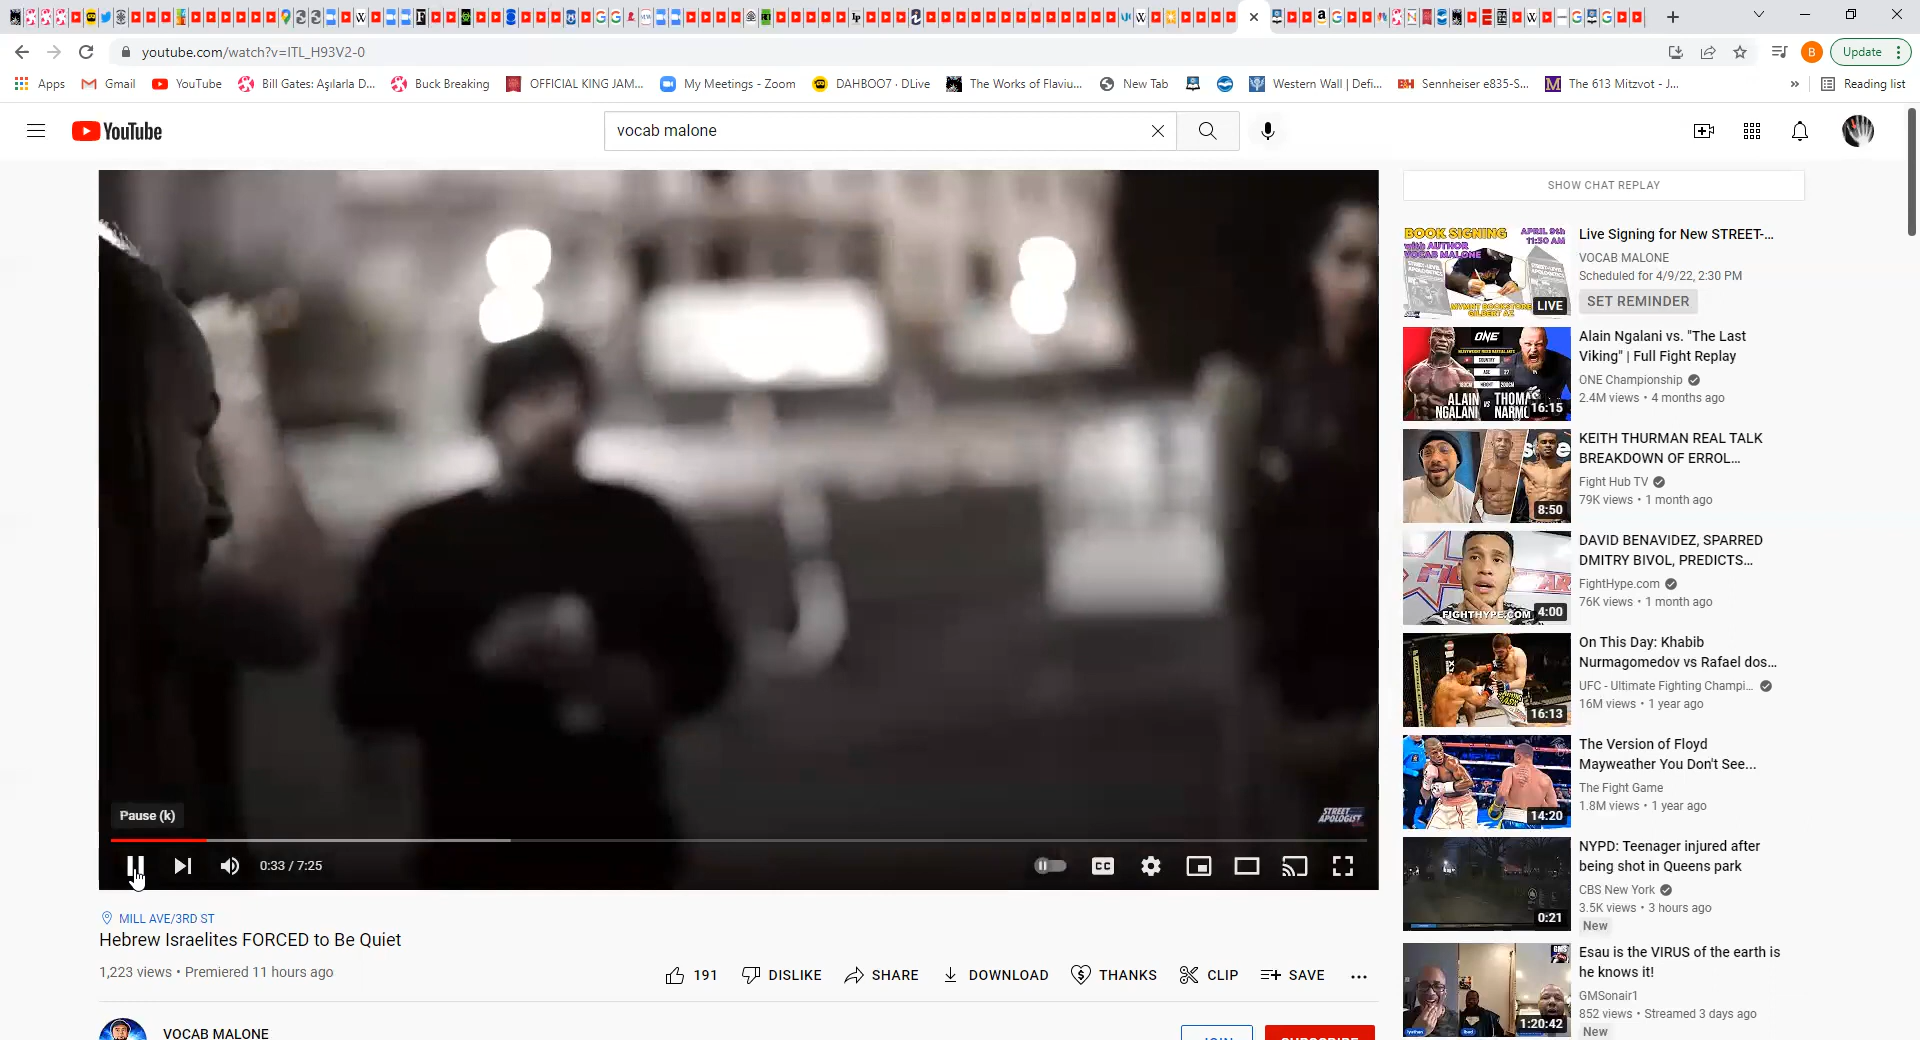 youtube.com/watch?v=ITL_H93V2-0
Update
Apps
Gmail
YouTube
Bill Gates: Aşılarla D...
Buck Breaking
OFFICIAL KING JAM...
My Meetings - Zoom
DAHBOO7 · DLive
The Works of Flaviu...
New Tab
Western Wall | Defi...
Sennheiser e835-S...
The 613 Mitzvot - J...
Reading list
YouTube
vocab malone
SHOW CHAT REPLAY
BOOK SIGNING
with AUTHOR
VOCAB MALONE
APRIL 9th
11:30 AM
GILBERT AZ
LIVE
Live Signing for New STREET-...
VOCAB MALONE
Scheduled for 4/9/22, 2:30 PM
SET REMINDER
ONE
ALAIN
NGALANI
VS
16:15
Alain Ngalani vs. "The Last
Viking" | Full Fight Replay
ONE Championship
2.4M views • 4 months ago
8:50
KEITH THURMAN REAL TALK
BREAKDOWN OF ERROL...
Fight Hub TV
79K views • 1 month ago
FIGHTHYPE.COM
4:00
DAVID BENAVIDEZ, SPARRED
DMITRY BIVOL, PREDICTS...
FightHype.com
76K views • 1 month ago
16:13
On This Day: Khabib
Nurmagomedov vs Rafael dos...
UFC - Ultimate Fighting Champi...
16M views • 1 year ago
14:20
The Version of Floyd
Mayweather You Don't See...
The Fight Game
1.8M views • 1 year ago
0:21
NYPD: Teenager injured after
being shot in Queens park
CBS New York
3.5K views • 3 hours ago
New
GMS
1:20:42
Esau is the VIRUS of the earth is
he knows it!
GMSonair1
852 views • Streamed 3 days ago
New
Pause (k)
STREET
APOLOGIST
0:33 / 7:25
CC
MILL AVE/3RD ST
Hebrew Israelites FORCED to Be Quiet
1,223 views • Premiered 11 hours ago
191
DISLIKE
SHARE
DOWNLOAD
THANKS
CLIP
SAVE
VOCAB MALONE
JOIN
SUBSCRIBE